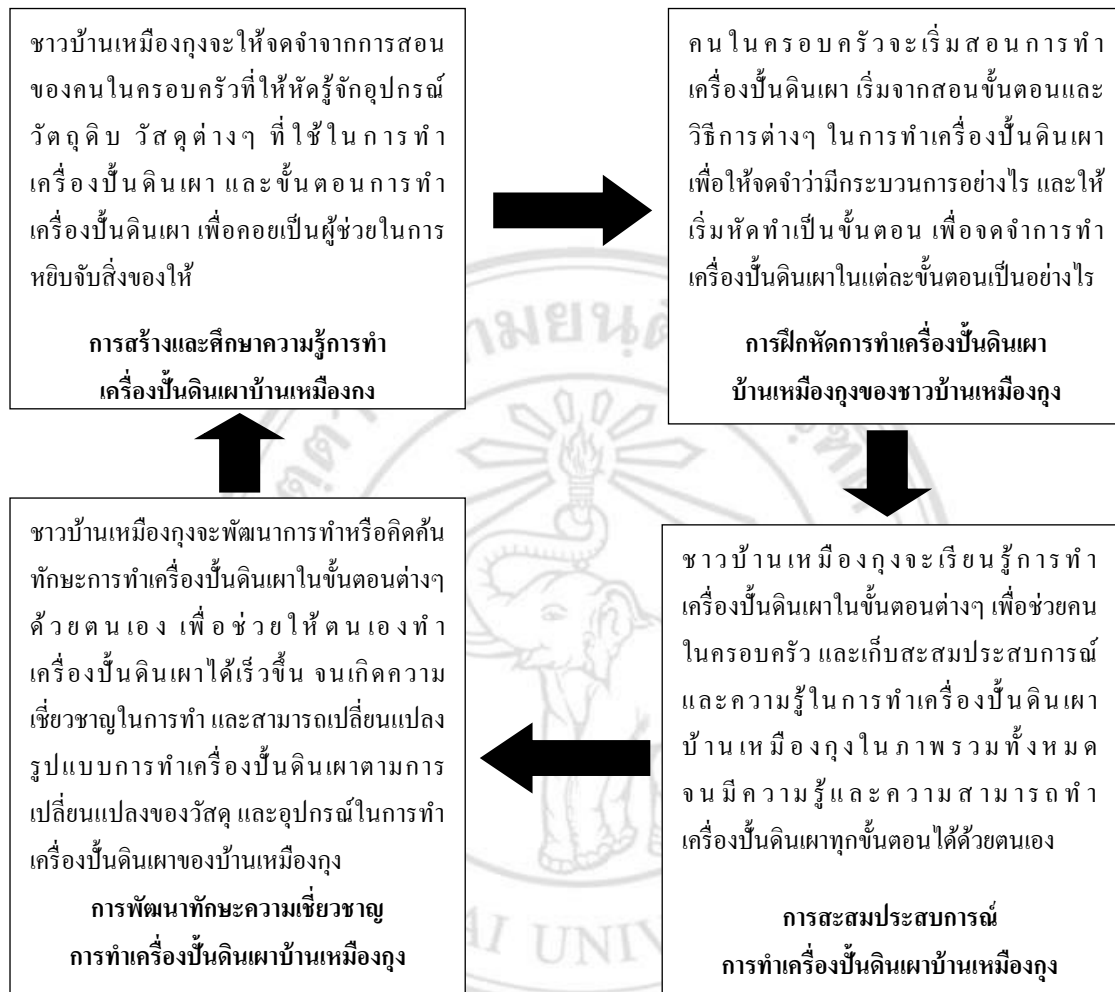 ชาวบ้านเหมืองกุงจะให้จดจำจากการสอน
ของคนในครอบครัวที่ให้หัดรู้จักอุปกรณ์
วัตถุดิบ วัสดุต่างๆ ที่ใช้ในการทำ
เครื่องปั้นดินเผา และขั้นตอนการทำ
เครื่องปั้นดินเผา เพื่อคอยเป็นผู้ช่วยในการ
หยิบจับสิ่งของให้
การสร้างและศึกษาความรู้การทำ
เครื่องปั้นดินเผาบ้านเหมืองกง
คนในครอบครัวจะเริ่มสอนการทำ
เครื่องปั้นดินเผา เริ่มจากสอนขั้นตอนและ
วิธีการต่างๆ ในการทำเครื่องปั้นดินเผา
เพื่อให้จดจำว่ามีกระบวนการอย่างไร และให้
เริ่มหัดทำเป็นขั้นตอน เพื่อจดจำการทำ
เครื่องปั้นดินเผาในแต่ละขั้นตอนเป็นอย่างไร
การฝึกหัดการทำเครื่องปั้นดินเผา
บ้านเหมืองกุงของชาวบ้านเหมืองกุง
ชาวบ้านเหมืองกุงจะเรียนรู้การทำ
เครื่องปั้นดินเผาในขั้นตอนต่างๆ เพื่อช่วยคน
ในครอบครัว และเก็บสะสมประสบการณ์
และความรู้ในการทำเครื่องปั้นดินเผา
บ้านเหมืองกุงในภาพรวมทั้งหมด
จนมีความรู้และความสามารถทำ
เครื่องปั้นดินเผาทุกขั้นตอนได้ด้วยตนเอง
การสะสมประสบการณ์
การทำเครื่องปั้นดินเผาบ้านเหมืองกุง
ชาวบ้านเหมืองกุงจะพัฒนาการทำหรือคิดค้น
ทักษะการทำเครื่องปั้นดินเผาในขั้นตอนต่างๆ
ด้วยตนเอง เพื่อช่วยให้ตนเองทำ
เครื่องปั้นดินเผาได้เร็วขึ้น จนเกิดความ
เชี่ยวชาญในการทำ และสามารถเปลี่ยนแปลง
รูปแบบการทำเครื่องปั้นดินเผาตามการ
เปลี่ยนแปลงของวัสดุ และอุปกรณ์ในการทำ
เครื่องปั้นดินเผาของบ้านเหมืองกุง
การพัฒนาทักษะความเชี่ยวชาญ
การทำเครื่องปั้นดินเผาบ้านเหมืองกุง